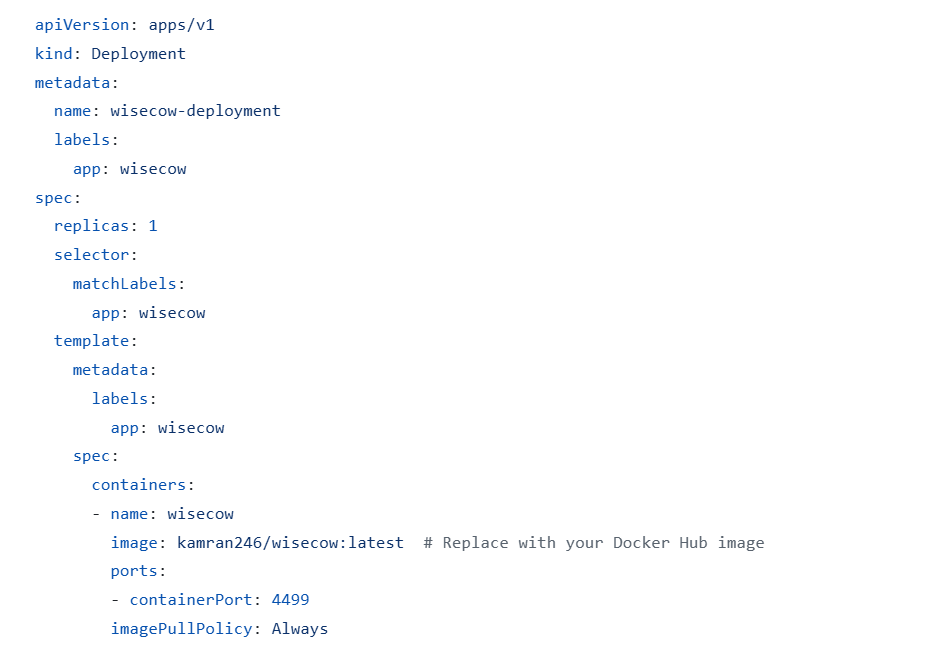 apiVersion: apps/v1
kind: Deployment
metadata:
  name: wisecow-deployment
  labels:
    app: wisecow
spec:
  replicas: 1
  selector:
    matchLabels:
      app: wisecow
  template:
    metadata:
      labels:
        app: wisecow
    spec:
      containers:
      - name: wisecow
        image: kamran246/wisecow:latest  # Replace with your Docker Hub image
        ports:
        - containerPort: 4499
        imagePullPolicy: Always